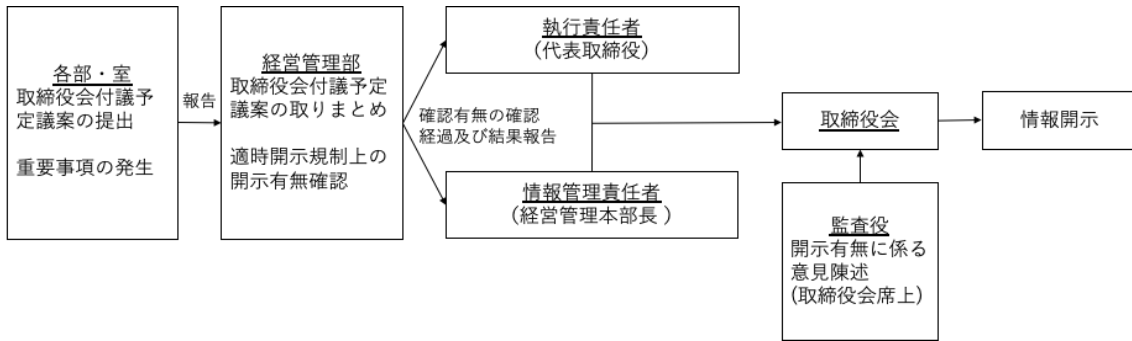 各部・室
取締役会付議予
定議案の提出
重要事項の発生
報告
経営管理部
取締役会付議予定
議案の取りまとめ
適時開示規制上の
開示有無確認
執行責任者
(代表取締役)
確認有無の確認
経過及び結果報告
情報管理責任者
(経営管理本部長 )
取締役会
情報開示
監査役
開示有無に係る
意見陳述
(取締役会席上)